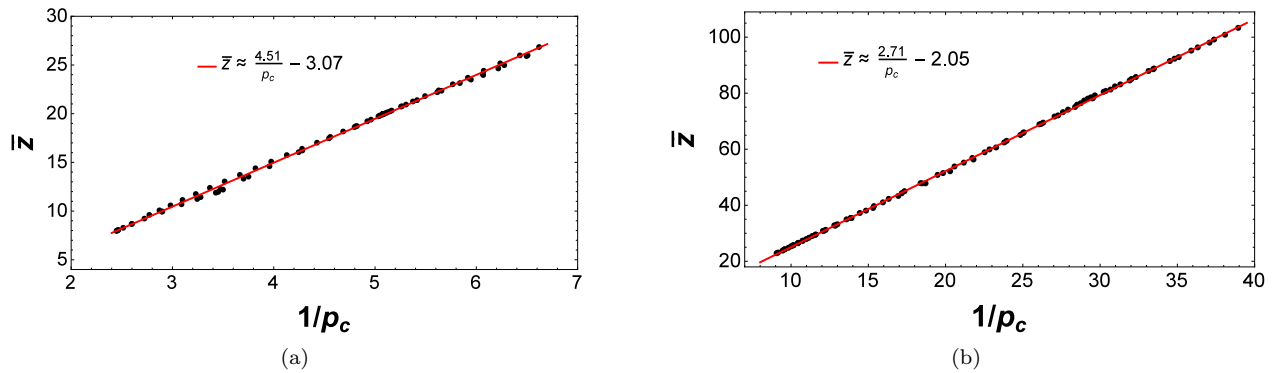 30
25
20
15
10
5
z̅
z̅ ≈ 4.51/p_c − 3.07
2 3 4 5 6 7
1/p_c
(a)
100
80
60
40
20
z̅
z̅ ≈ 2.71/p_c − 2.05
10 15 20 25 30 35 40
1/p_c
(b)